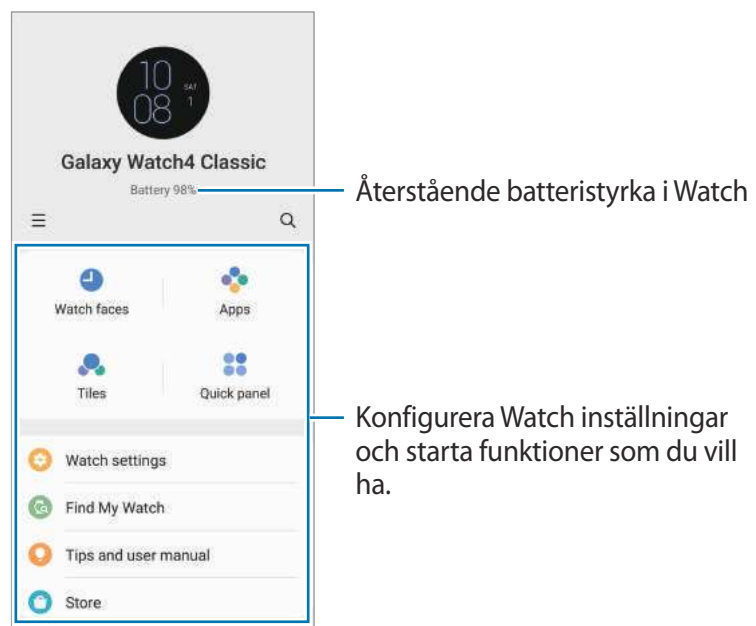 10
08
SAT
1
Galaxy Watch4 Classic
Battery 98%
Återstående batteristyrka i Watch
Watch faces
Apps
Tiles
Quick panel
Konfigurera Watch inställningar
och starta funktioner som du vill
ha.
Watch settings
Find My Watch
Tips and user manual
Store